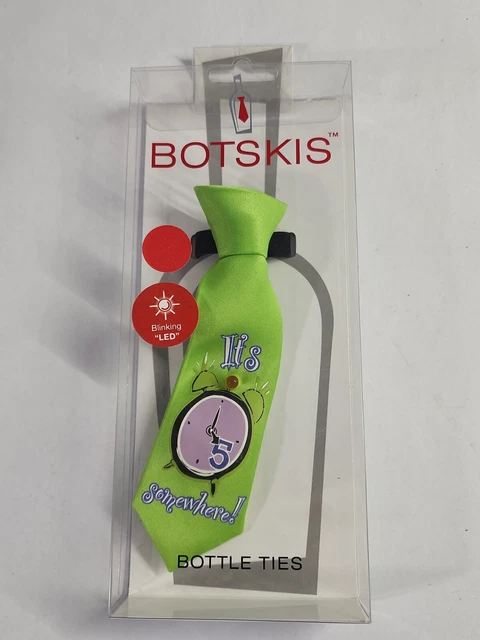 BOTSKIS™
Blinking
"LED"
It's
5
somewhere!
BOTTLE TIES